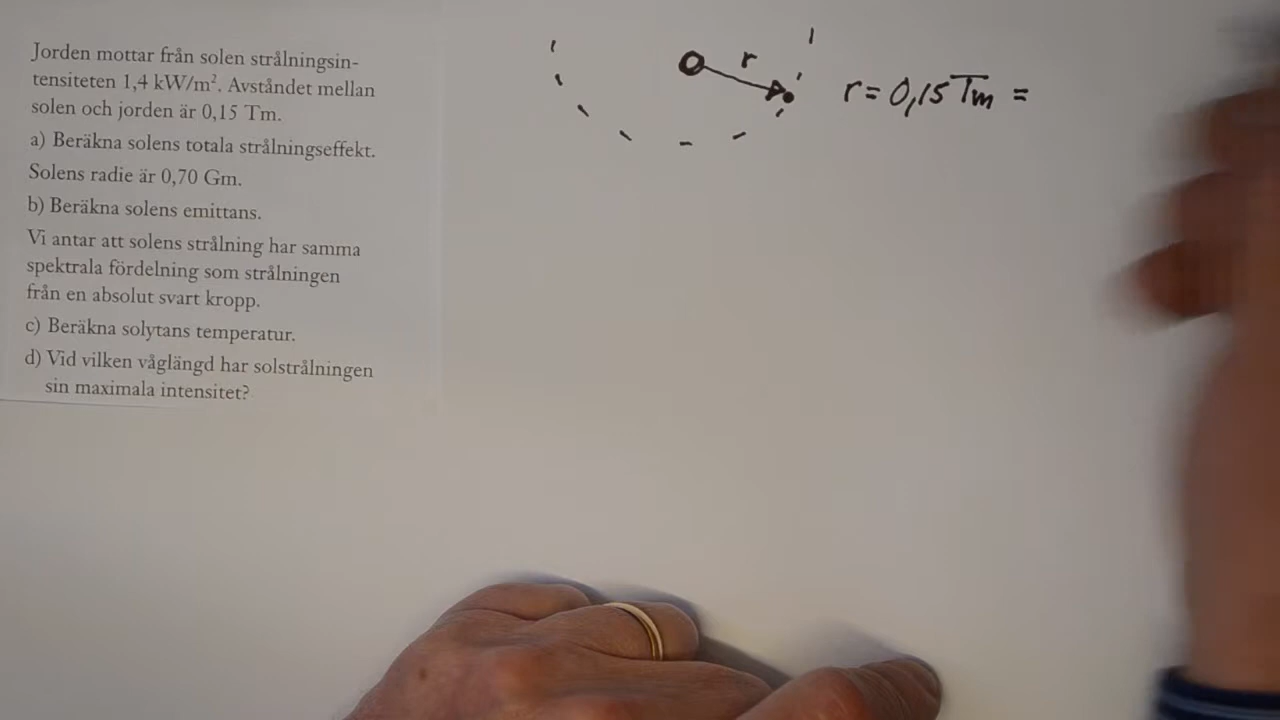 Jorden mottar från solen strålningsin-
tensiteten 1,4 kW/m². Avståndet mellan
solen och jorden är 0,15 Tm.
a) Beräkna solens totala strålningseffekt.
Solens radie är 0,70 Gm.
b) Beräkna solens emittans.
Vi antar att solens strålning har samma
spektrala fördelning som strålningen
från en absolut svart kropp.
c) Beräkna solytans temperatur.
d) Vid vilken våglängd har solstrålningen
sin maximala intensitet?
r
r = 0,15 Tm =